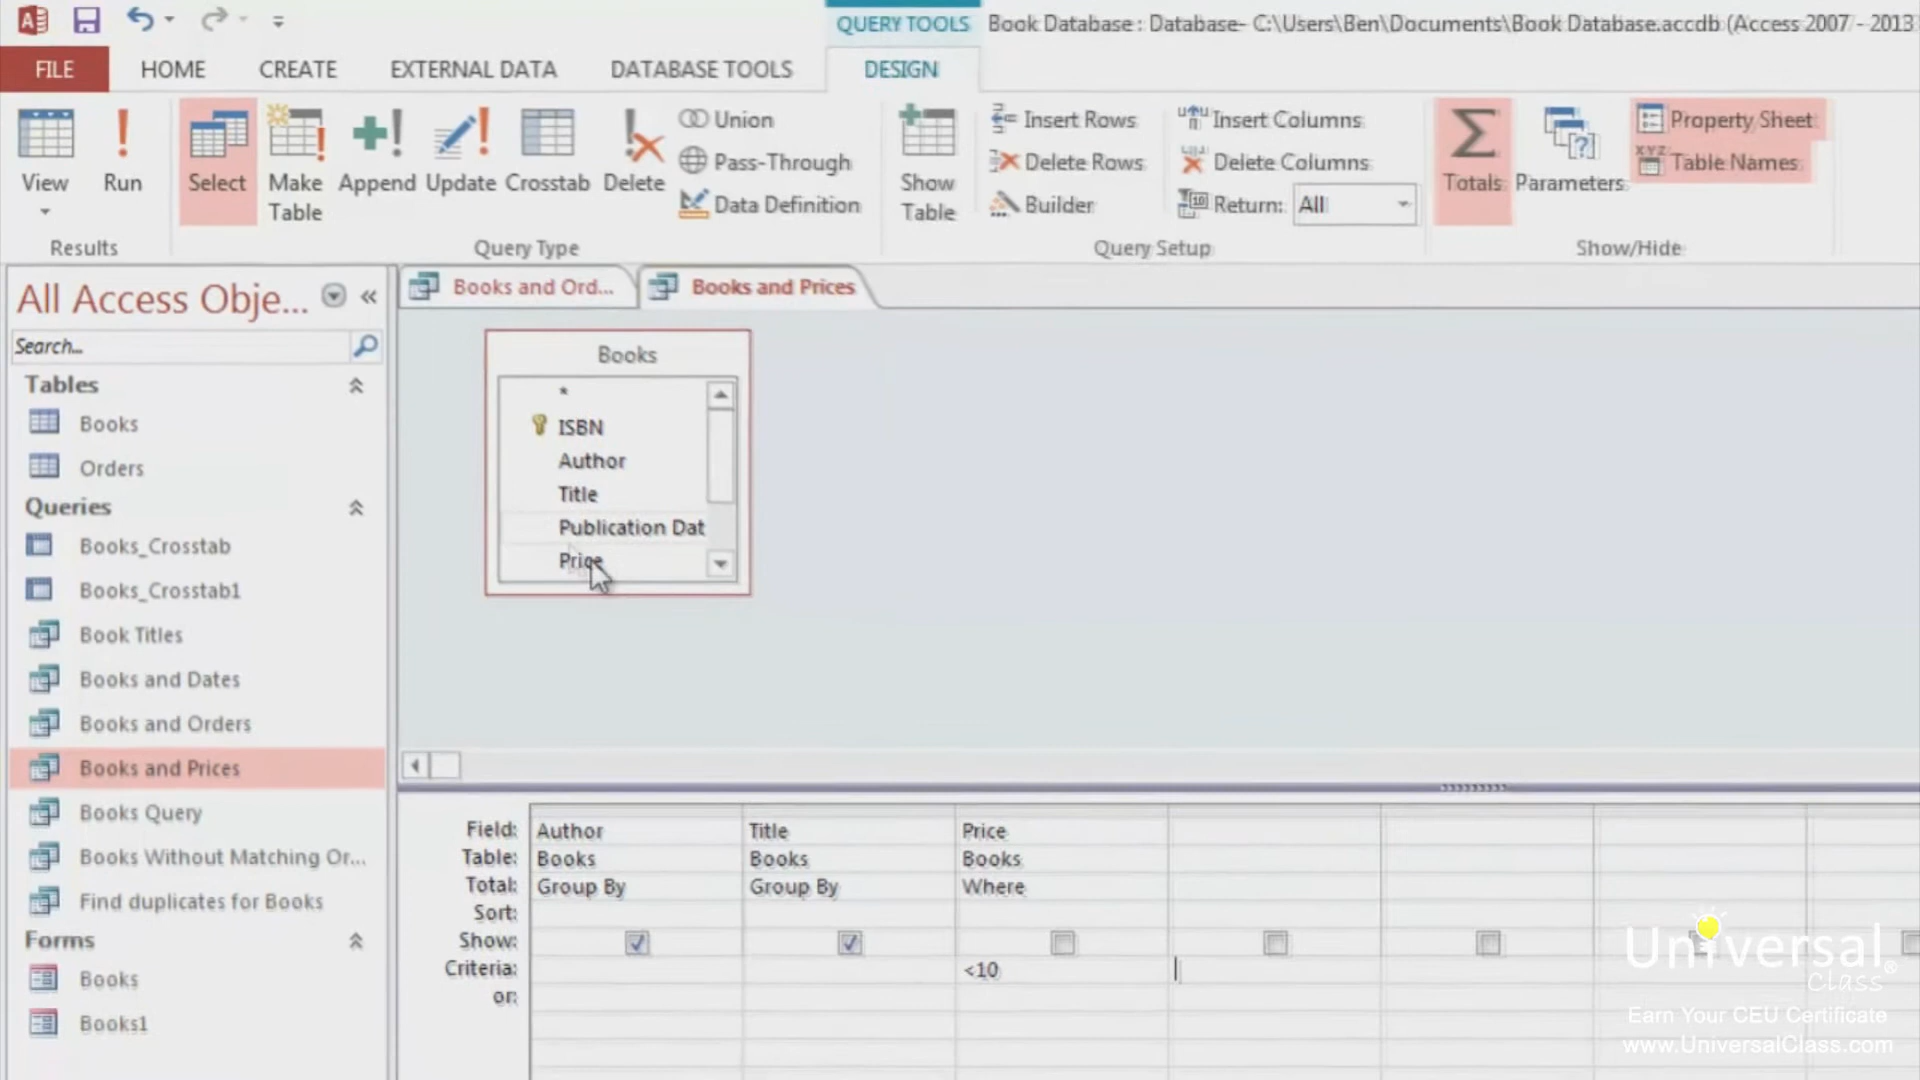 QUERY TOOLS
Book Database : Database- C:\Users\Ben\Documents\Book Database.accdb (Access 2007 - 2013
FILE
HOME
CREATE
EXTERNAL DATA
DATABASE TOOLS
DESIGN
View
Run
Select
Make
Table
Append
Update
Crosstab
Delete
Union
Pass-Through
Data Definition
Show
Table
Insert Rows
Delete Rows
Builder
Insert Columns
Delete Columns
Return: All
Totals
Parameters
Property Sheet
Table Names
Results
Query Type
Query Setup
Show/Hide
All Access Obje...
Search...
Tables
Books
Orders
Queries
Books_Crosstab
Books_Crosstab1
Book Titles
Books and Dates
Books and Orders
Books and Prices
Books Query
Books Without Matching Or...
Find duplicates for Books
Forms
Books
Books1
Books and Ord...
Books and Prices
Books
*
ISBN
Author
Title
Publication Dat
Price
Field: Author Title Price
Table: Books Books Books
Total: Group By Group By Where
Sort:
Show:
Criteria: <10
or:
Universal
Class
Earn Your CEU Certificate
www.UniversalClass.com